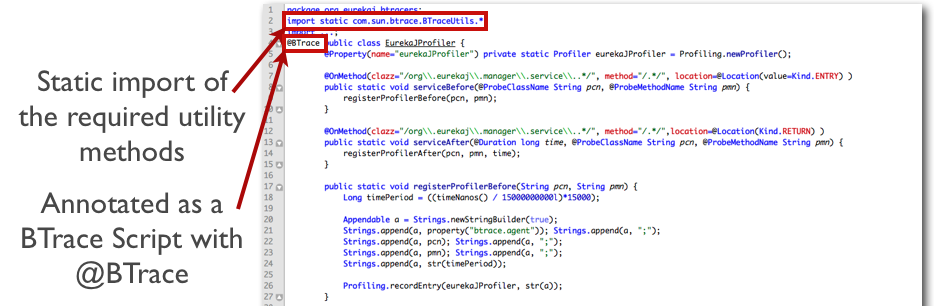 Static import of
the required utility
methods
Annotated as a
BTrace Script with
@BTrace
1 package org.eurekaj.btracers;
2 import static com.sun.btrace.BTraceUtils.*
3 import ...;
@BTrace public class EurekaJProfiler {
5 @Property(name="eurekaJProfiler") private static Profiler eurekaJProfiler = Profiling.newProfiler();
6
7 @OnMethod(clazz="/org\\.eurekaj\\.manager\\.service\\..*/", method="/.*/", location=@Location(value=Kind.ENTRY) )
8 public static void serviceBefore(@ProbeClassName String pcn, @ProbeMethodName String pmn) {
9 registerProfilerBefore(pcn, pmn);
10 }
11
12 @OnMethod(clazz="/org\\.eurekaj\\.manager\\.service\\..*/", method="/.*/",location=@Location(Kind.RETURN) )
13 public static void serviceAfter(@Duration long time, @ProbeClassName String pcn, @ProbeMethodName String pmn) {
14 registerProfilerAfter(pcn, pmn, time);
15 }
16
17 public static void registerProfilerBefore(String pcn, String pmn) {
18 Long timePeriod = ((timeNanos() / 15000000000l)*15000);
19
20 Appendable a = Strings.newStringBuilder(true);
21 Strings.append(a, property("btrace.agent")); Strings.append(a, ";");
22 Strings.append(a, pcn); Strings.append(a, ";");
23 Strings.append(a, pmn); Strings.append(a, ";");
24 Strings.append(a, str(timePeriod));
25
26 Profiling.recordEntry(eurekaJProfiler, str(a));
27 }